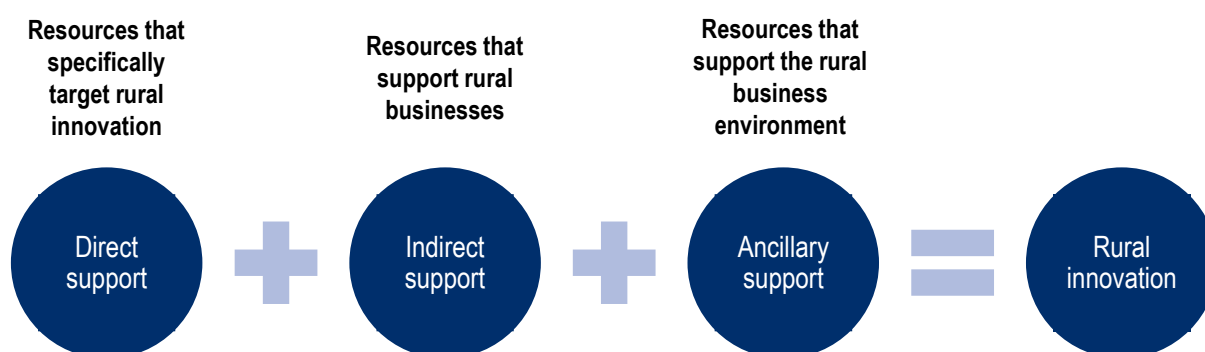 Resources that
specifically
target rural
innovation
Resources that
support rural
businesses
Resources that
support the rural
business
environment
Direct
support
Indirect
support
Ancillary
support
Rural
innovation